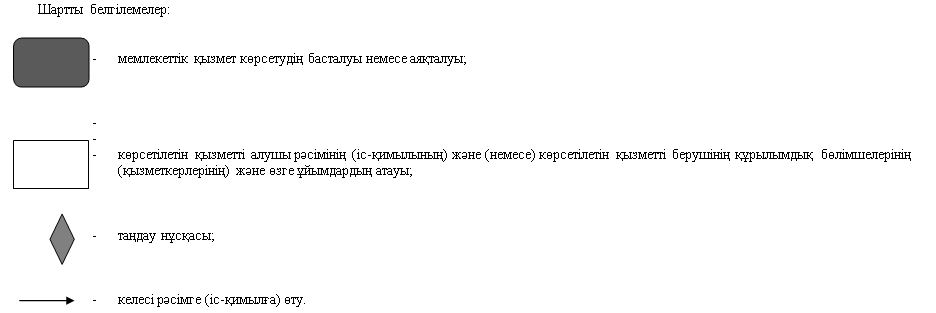 Шартты белгілемелер:
- мемлекеттік қызмет көрсетудің басталуы немесе аяқталуы;
-
-
- көрсетілетін қызметті алушы рәсімінің (іс-қимылының) және (немесе) көрсетілетін қызметті берушінің құрылымдық бөлімшелерінің
(қызметкерлерінің) және өзге ұйымдардың атауы;
- таңдау нұсқасы;
- келесі рәсімге (іс-қимылға) өту.